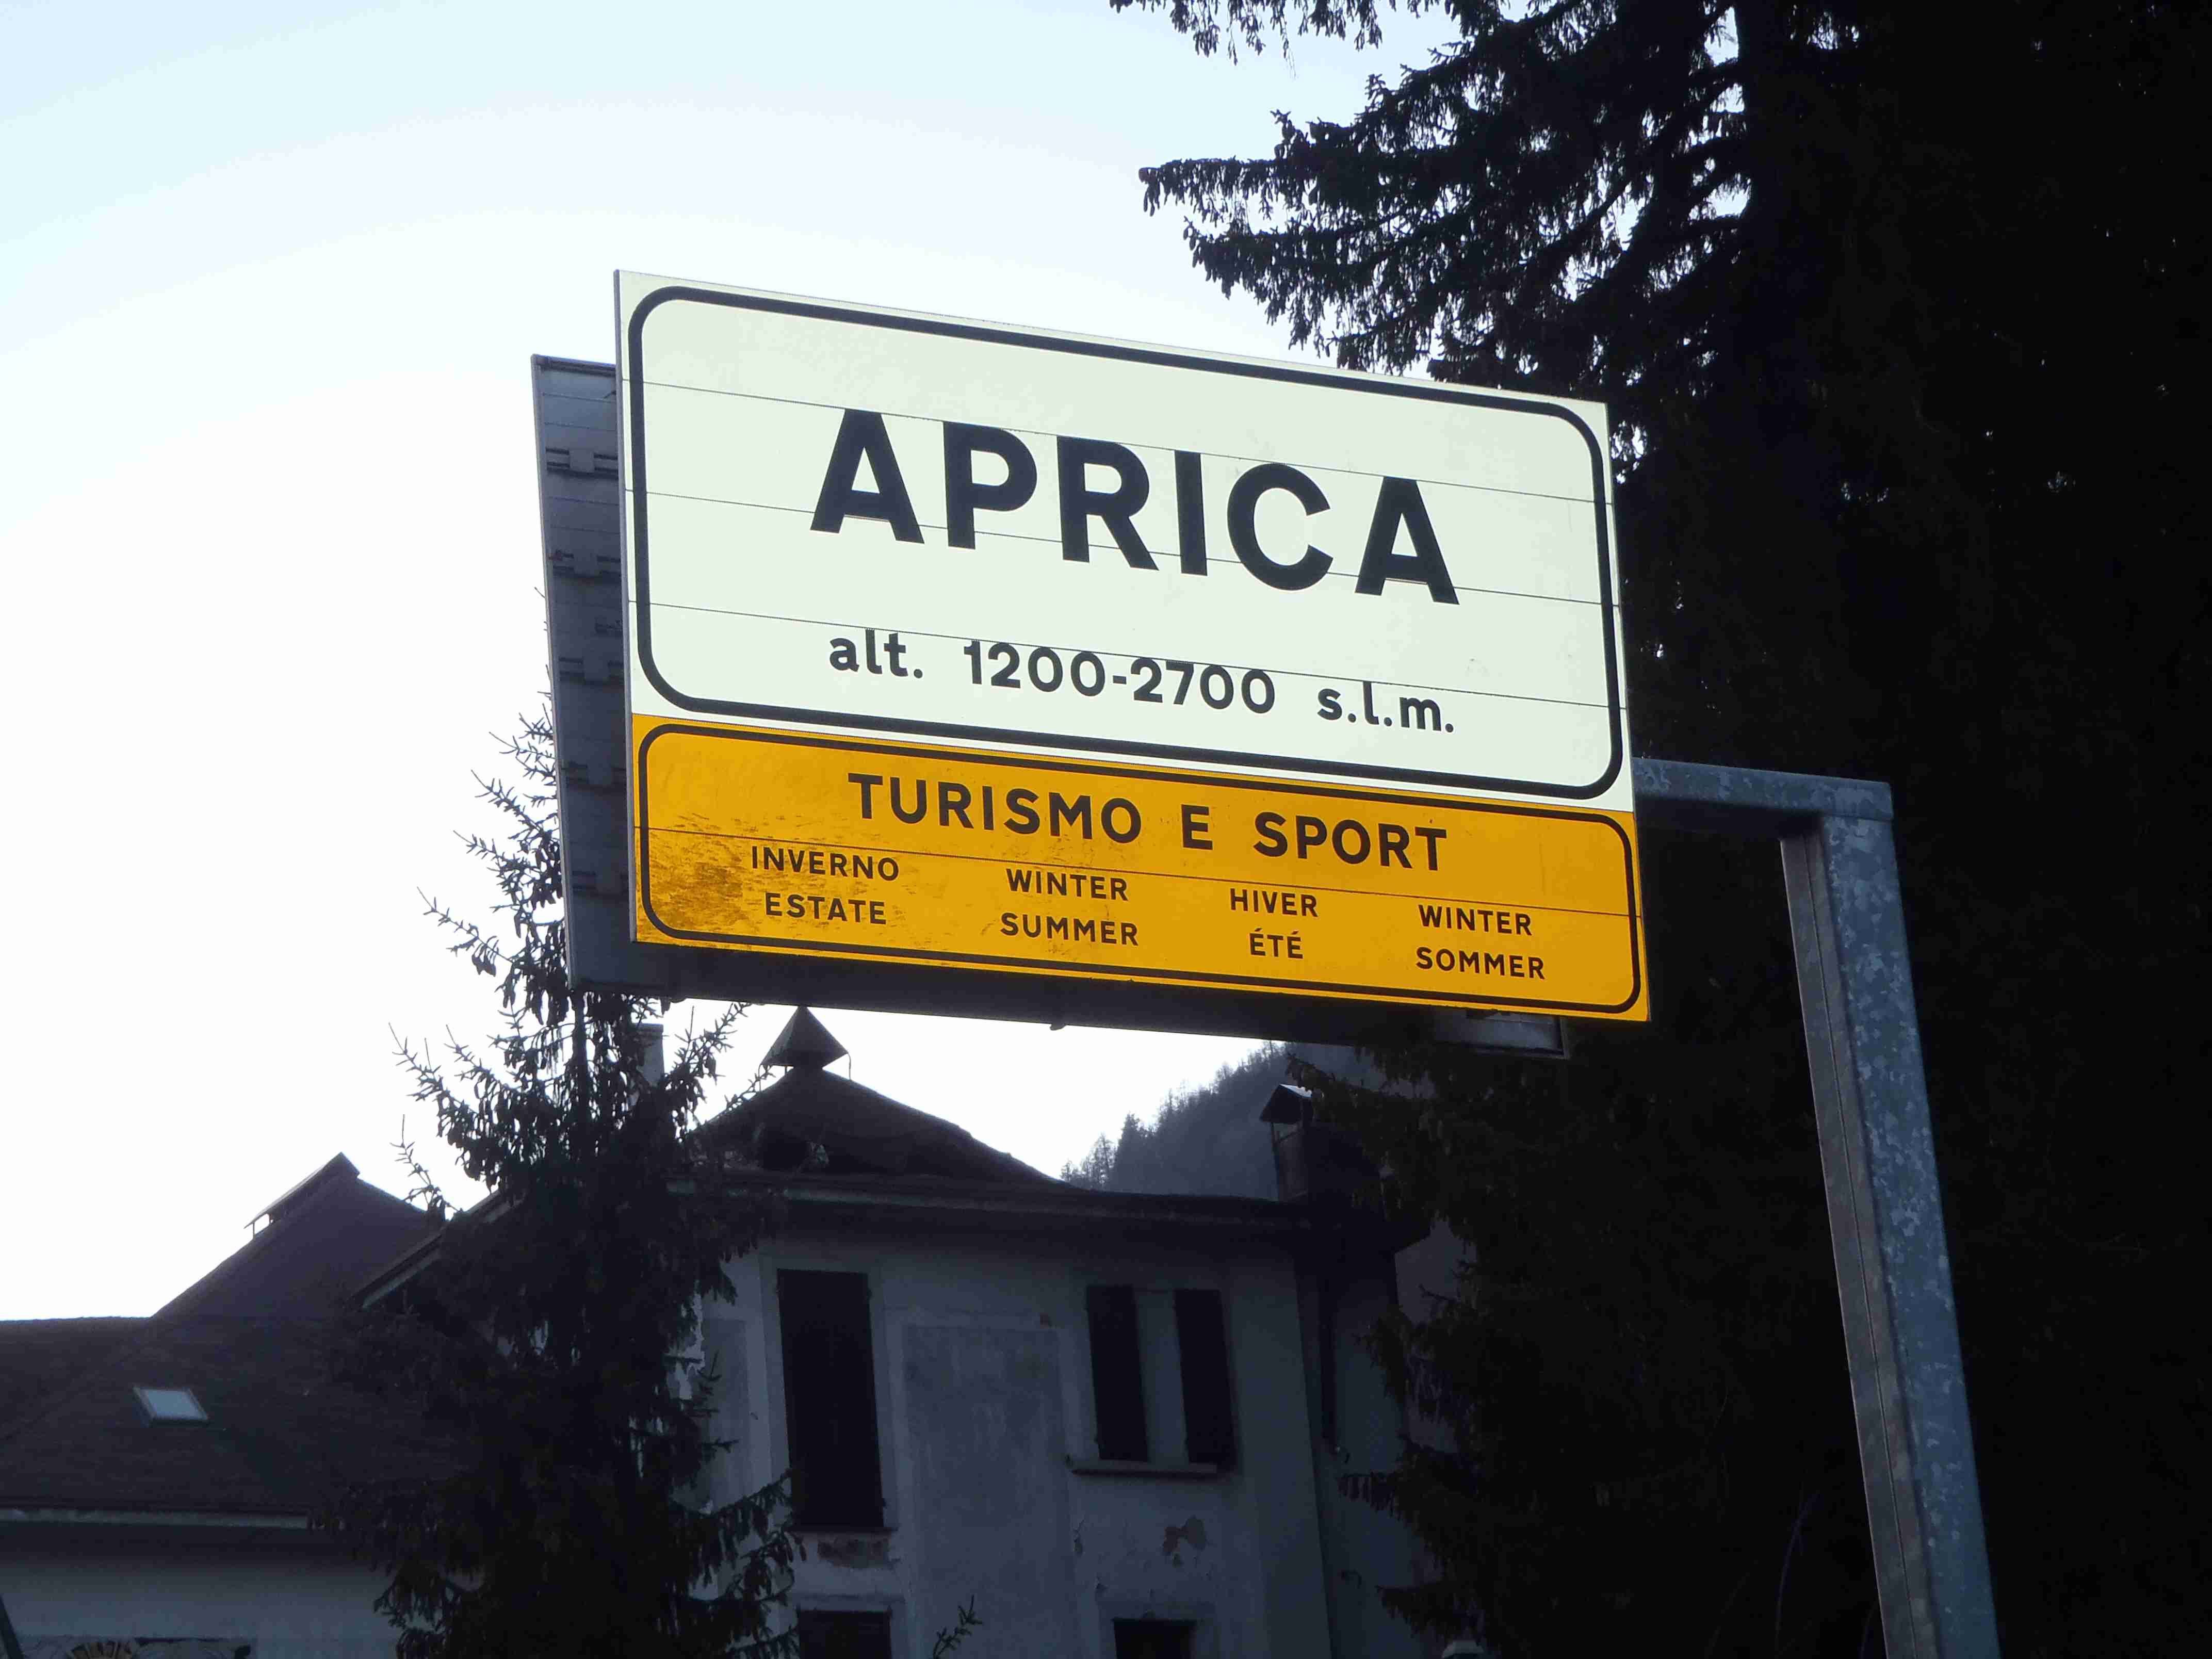 APRICA
alt. 1200-2700 s.l.m.
TURISMO E SPORT
INVERNO WINTER HIVER WINTER
ESTATE SUMMER ÉTÉ SOMMER